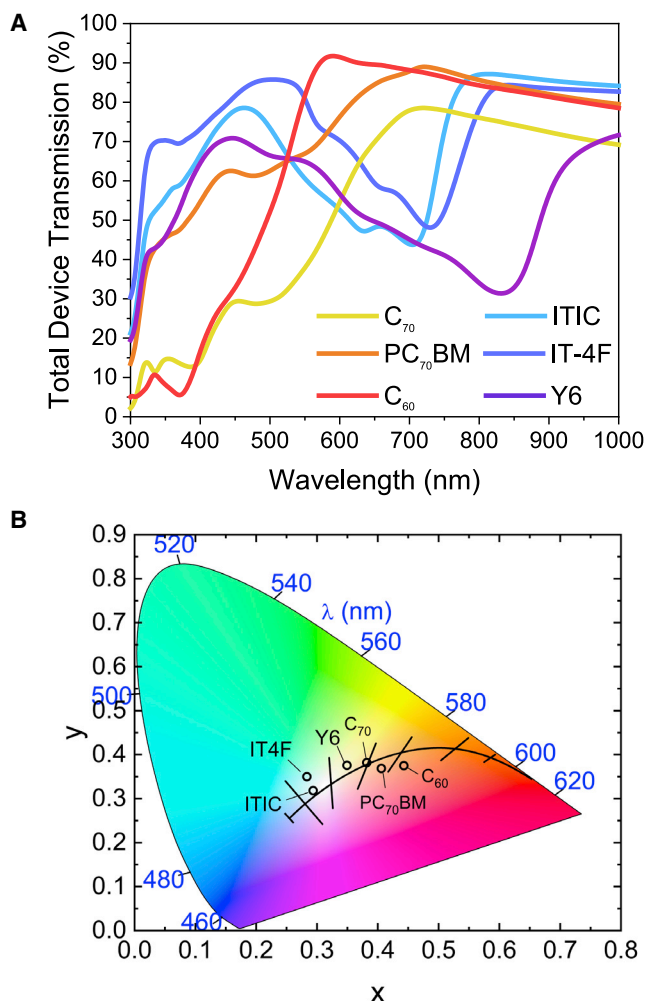 A
Total Device Transmission (%)
100
90
80
70
60
50
40
30
20
10
0
C₇₀
PC₇₀BM
C₆₀
ITIC
IT-4F
Y6
300 400 500 600 700 800 900 1000
Wavelength (nm)
B
y
0.9
0.8
0.7
0.6
0.5
0.4
0.3
0.2
0.1
0.0
520
540
λ (nm)
560
500
580
600
620
480
460
IT4F
Y6
C₇₀
ITIC
PC₇₀BM
C₆₀
0.0 0.1 0.2 0.3 0.4 0.5 0.6 0.7 0.8
x